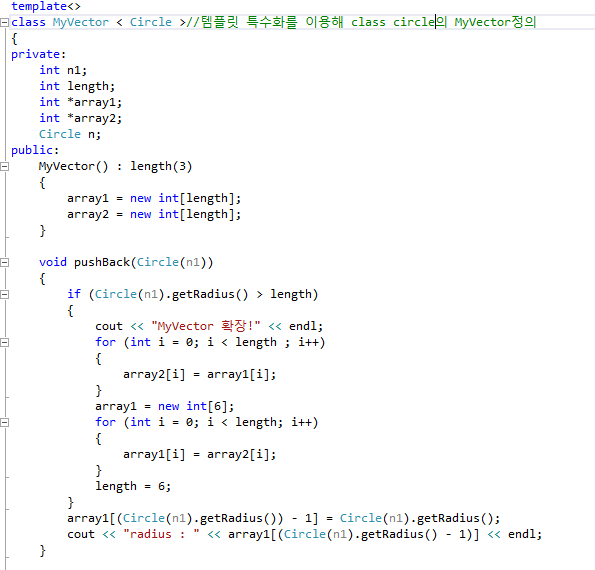 template<>
class MyVector < Circle >//템플릿 특수화를 이용해 class circle의 MyVector정의
{
private:
    int n1;
    int length;
    int *array1;
    int *array2;
    Circle n;
public:
    MyVector() : length(3)
    {
        array1 = new int[length];
        array2 = new int[length];
    }

    void pushBack(Circle(n1))
    {
        if (Circle(n1).getRadius() > length)
        {
            cout << "MyVector 확장!" << endl;
            for (int i = 0; i < length ; i++)
            {
                array2[i] = array1[i];
            }
            array1 = new int[6];
            for (int i = 0; i < length; i++)
            {
                array1[i] = array2[i];
            }
            length = 6;
        }
        array1[(Circle(n1).getRadius()) - 1] = Circle(n1).getRadius();
        cout << "radius : " << array1[(Circle(n1).getRadius() - 1)] << endl;
    }